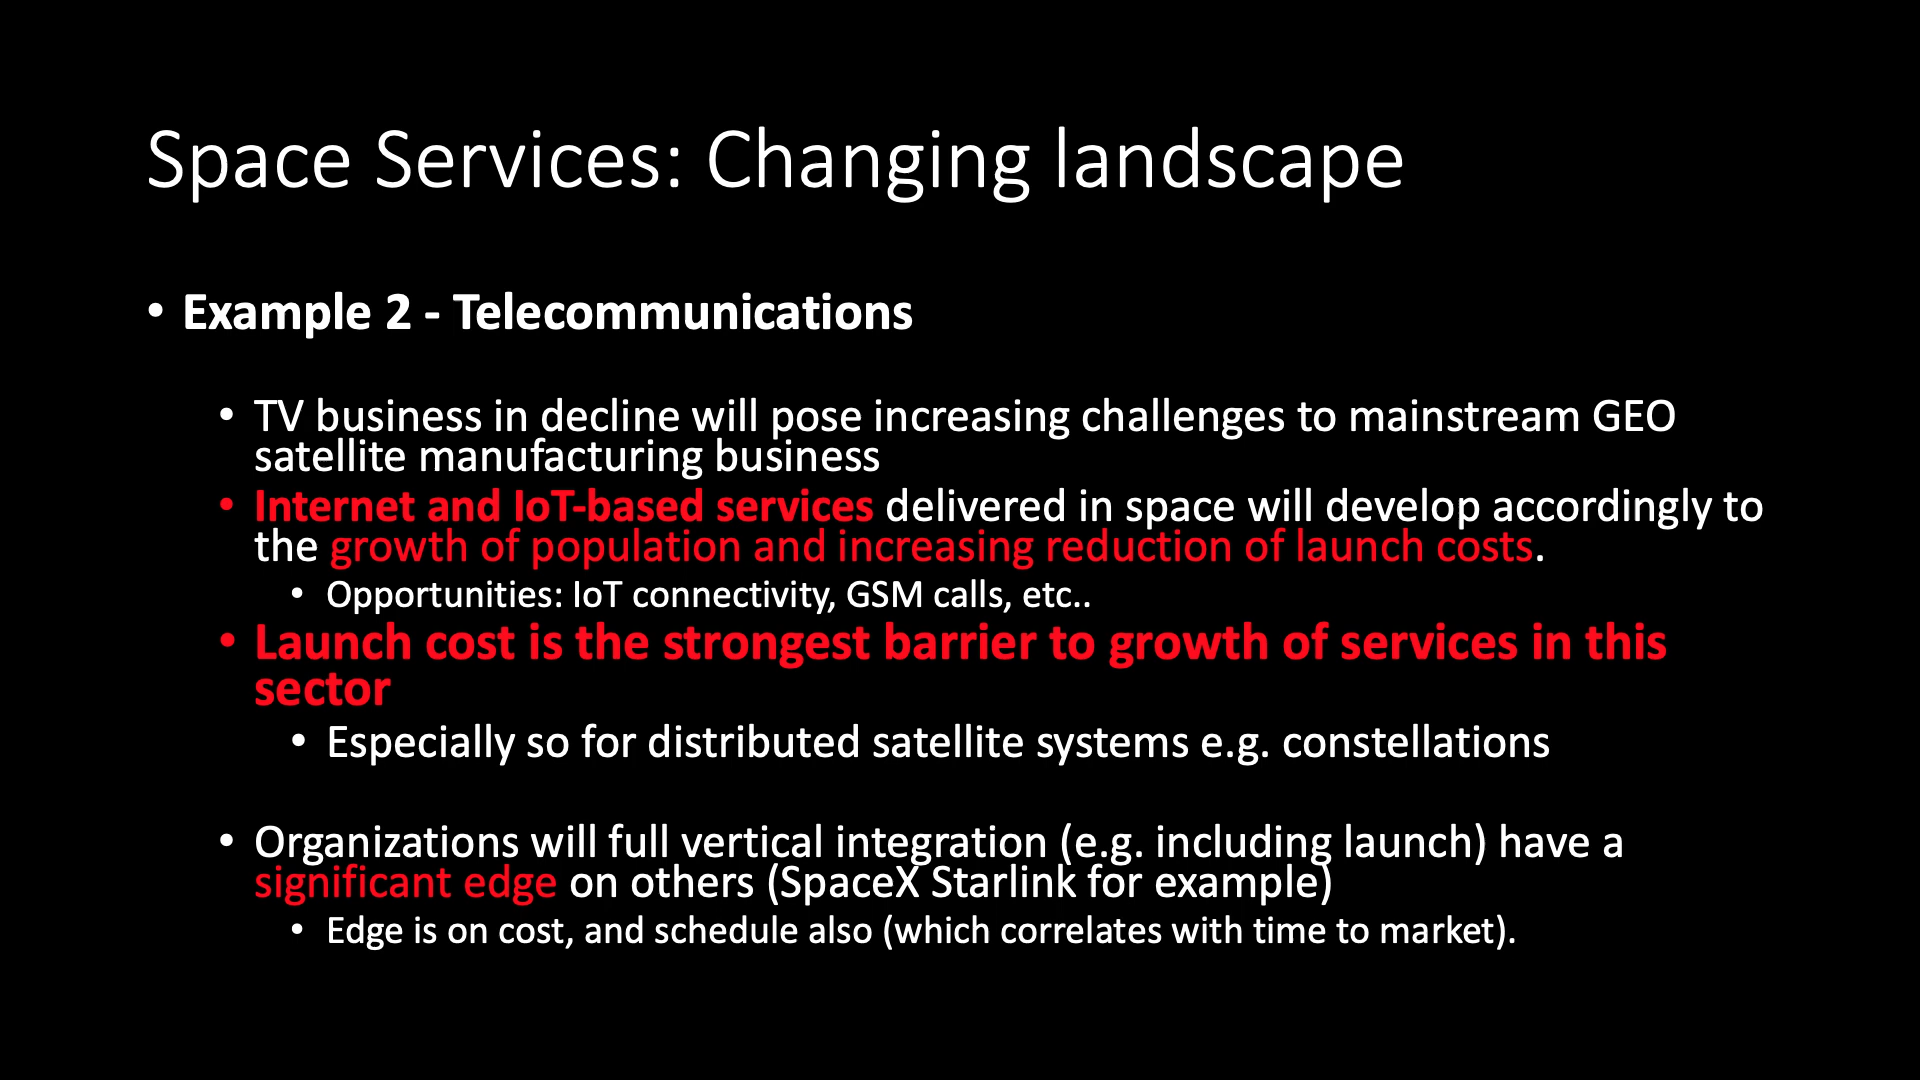 Space Services: Changing landscape
• Example 2 - Telecommunications
• TV business in decline will pose increasing challenges to mainstream GEO
satellite manufacturing business
• Internet and IoT-based services delivered in space will develop accordingly to
the growth of population and increasing reduction of launch costs.
• Opportunities: IoT connectivity, GSM calls, etc..
• Launch cost is the strongest barrier to growth of services in this
sector
• Especially so for distributed satellite systems e.g. constellations
• Organizations will full vertical integration (e.g. including launch) have a
significant edge on others (SpaceX Starlink for example)
• Edge is on cost, and schedule also (which correlates with time to market).